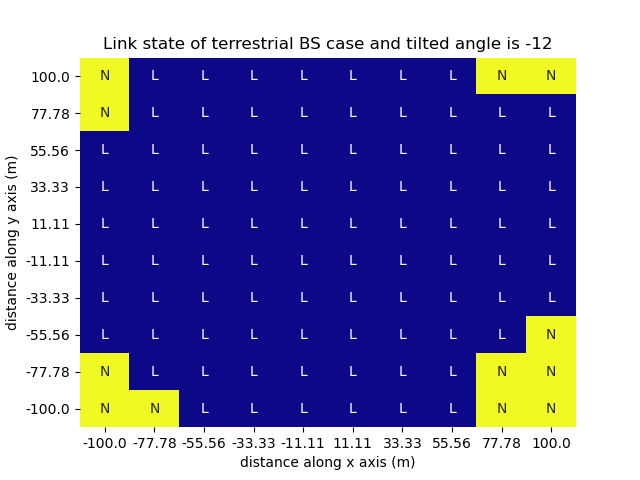 Link state of terrestrial BS case and tilted angle is -12
100.0 N L L L L L L L N N
77.78 N L L L L L L L L L
55.56 L L L L L L L L L L
33.33 L L L L L L L L L L
11.11 L L L L L L L L L L
-11.11 L L L L L L L L L L
-33.33 L L L L L L L L L L
-55.56 L L L L L L L L L N
-77.78 N L L L L L L L N N
-100.0 N N L L L L L L N N
-100.0 -77.78 -55.56 -33.33 -11.11 11.11 33.33 55.56 77.78 100.0
distance along x axis (m)
distance along y axis (m)